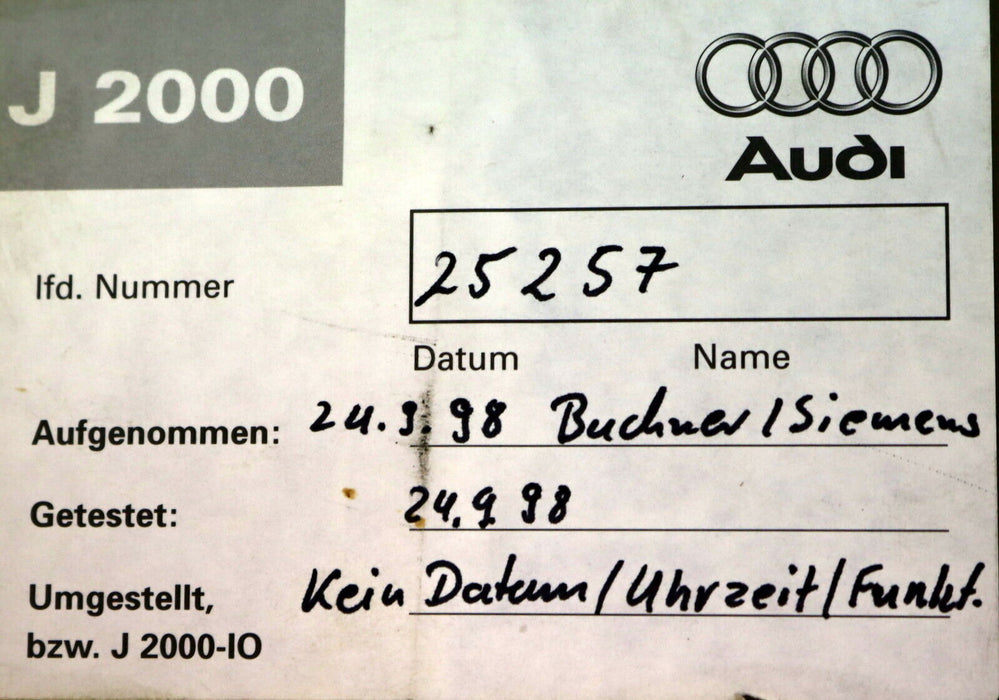 J 2000
Audi
lfd. Nummer 25257
Datum Name
Aufgenommen: 24.9.98 Buchner/Siemens
Getestet: 24.9 98
Umgestellt, Kein Datum/Uhrzeit/Funkt.
bzw. J 2000-IO